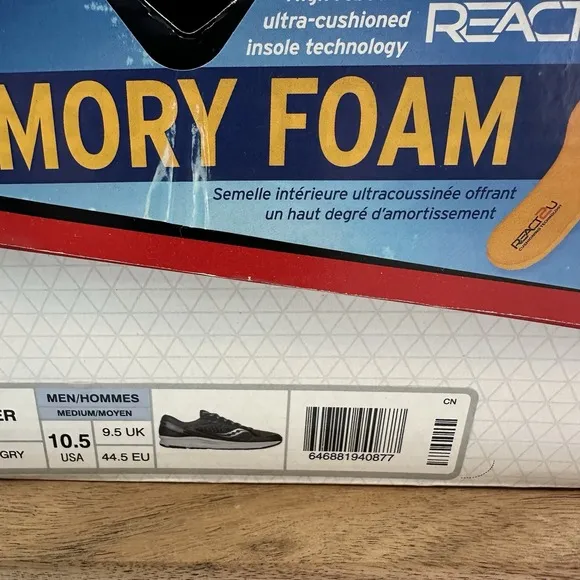 ultra-cushioned
insole technology
REACT
MORY FOAM
Semelle intérieure ultracoussinée offrant
un haut degré d'amortissement
REACT2U
ER
GRY
MEN/HOMMES
MEDIUM/MOYEN
10.5
USA
9.5 UK
44.5 EU
646881940877
CN